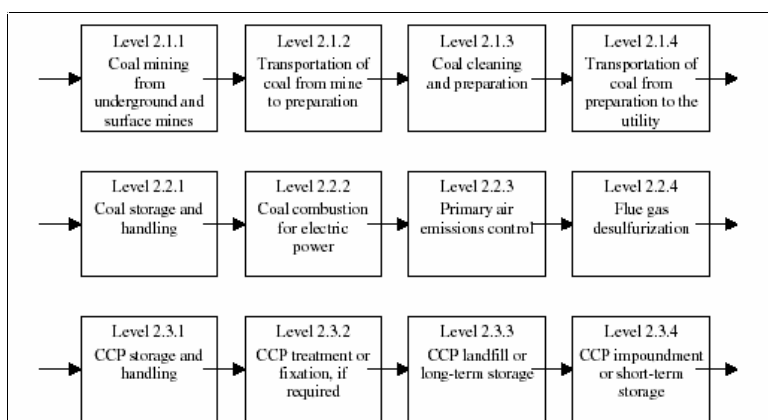 Level 2.1.1
Coal mining
from
underground and
surface mines
Level 2.1.2
Transportation of
coal from mine
to preparation
Level 2.1.3
Coal cleaning
and preparation
Level 2.1.4
Transportation of
coal from
preparation to the
utility
Level 2.2.1
Coal storage and
handling
Level 2.2.2
Coal combustion
for electric
power
Level 2.2.3
Primary air
emissions control
Level 2.2.4
Flue gas
desulfurization
Level 2.3.1
CCP storage and
handling
Level 2.3.2
CCP treatment or
fixation, if
required
Level 2.3.3
CCP landfill or
long-term storage
Level 2.3.4
CCP impoundment
or short-term
storage